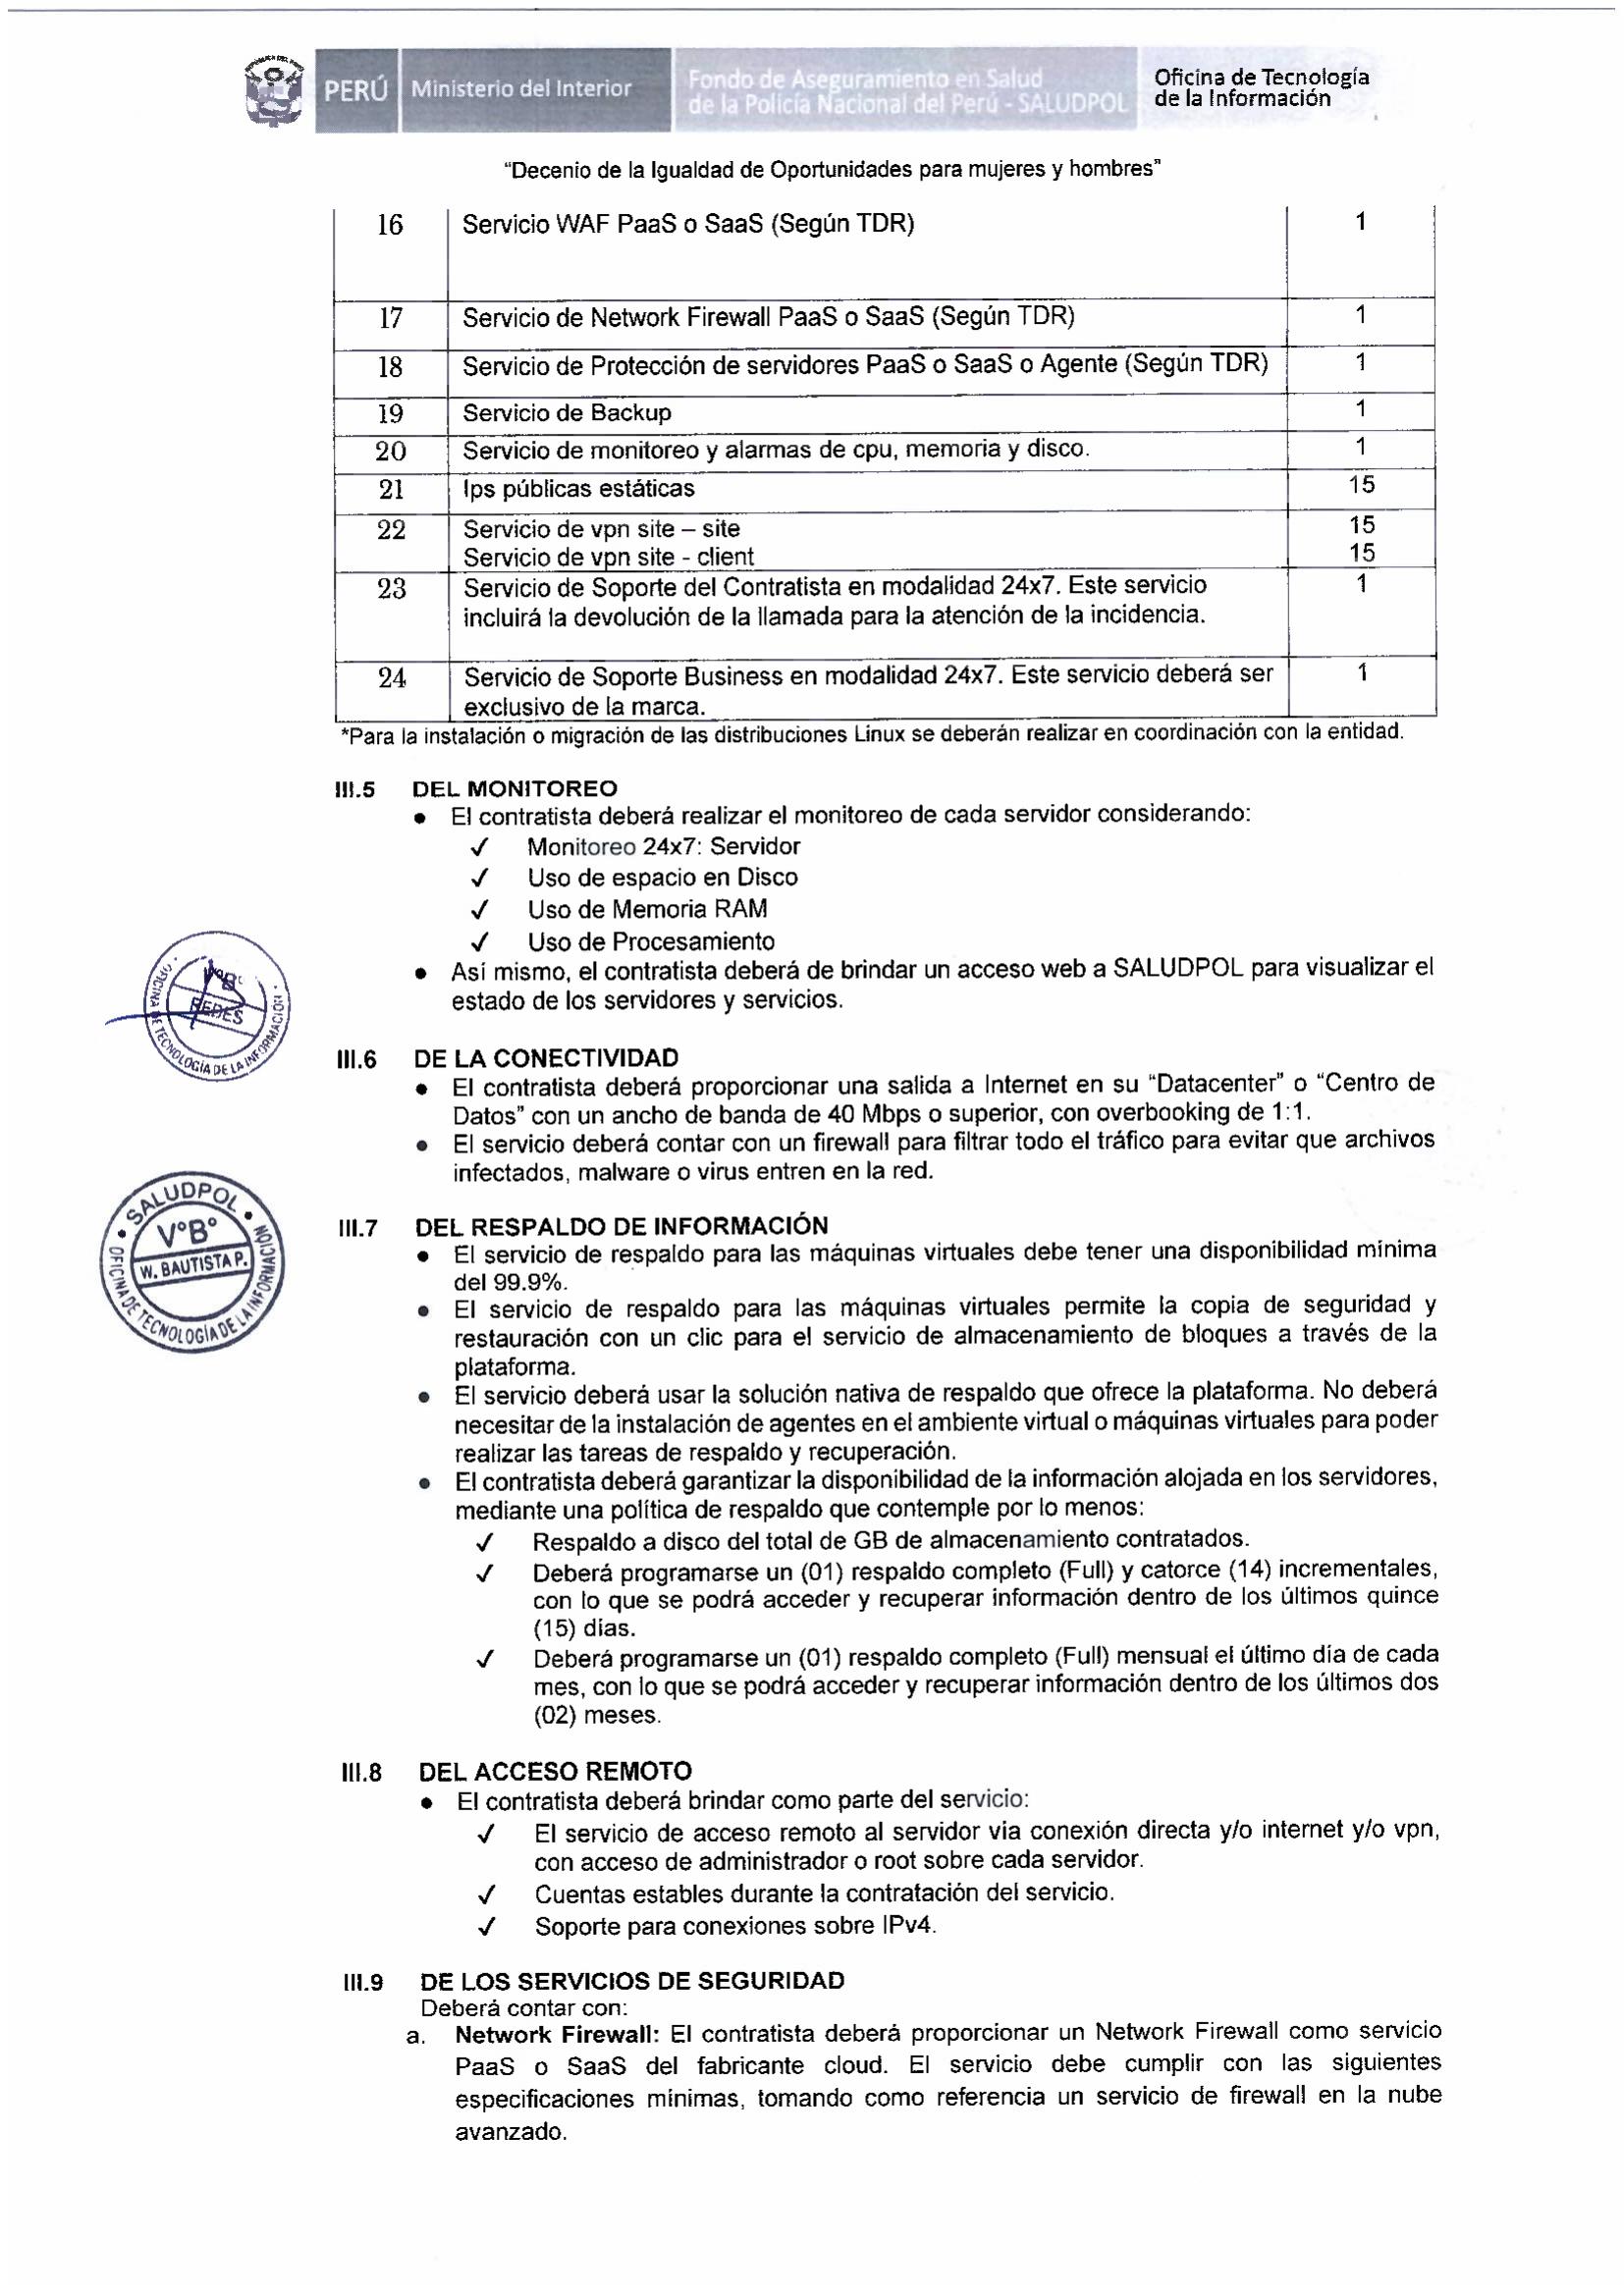 PERÚ
Ministerio del Interior
Fondo de Aseguramiento en Salud
de la Policía Nacional del Perú - SALUDPOL
Oficina de Tecnología
de la Información
“Decenio de la Igualdad de Oportunidades para mujeres y hombres”
16 Servicio WAF PaaS o SaaS (Según TDR) 1
17 Servicio de Network Firewall PaaS o SaaS (Según TDR) 1
18 Servicio de Protección de servidores PaaS o SaaS o Agente (Según TDR) 1
19 Servicio de Backup 1
20 Servicio de monitoreo y alarmas de cpu, memoria y disco. 1
21 Ips públicas estáticas 15
22 Servicio de vpn site – site 15
Servicio de vpn site - client 15
23 Servicio de Soporte del Contratista en modalidad 24x7. Este servicio 1
incluirá la devolución de la llamada para la atención de la incidencia.
24 Servicio de Soporte Business en modalidad 24x7. Este servicio deberá ser 1
exclusivo de la marca.
*Para la instalación o migración de las distribuciones Linux se deberán realizar en coordinación con la entidad.
III.5 DEL MONITOREO
● El contratista deberá realizar el monitoreo de cada servidor considerando:
✓ Monitoreo 24x7: Servidor
✓ Uso de espacio en Disco
✓ Uso de Memoria RAM
✓ Uso de Procesamiento
● Así mismo, el contratista deberá de brindar un acceso web a SALUDPOL para visualizar el
estado de los servidores y servicios.
V°B°
REDES
OFICINA DE TECNOLOGÍA DE LA INFORMACIÓN
III.6 DE LA CONECTIVIDAD
● El contratista deberá proporcionar una salida a Internet en su “Datacenter” o “Centro de
Datos” con un ancho de banda de 40 Mbps o superior, con overbooking de 1:1.
● El servicio deberá contar con un firewall para filtrar todo el tráfico para evitar que archivos
infectados, malware o virus entren en la red.
SALUDPOL
V°B°
W. BAUTISTA P.
OFICINA DE TECNOLOGÍA DE LA INFORMACIÓN
III.7 DEL RESPALDO DE INFORMACIÓN
● El servicio de respaldo para las máquinas virtuales debe tener una disponibilidad mínima
del 99.9%.
● El servicio de respaldo para las máquinas virtuales permite la copia de seguridad y
restauración con un clic para el servicio de almacenamiento de bloques a través de la
plataforma.
● El servicio deberá usar la solución nativa de respaldo que ofrece la plataforma. No deberá
necesitar de la instalación de agentes en el ambiente virtual o máquinas virtuales para poder
realizar las tareas de respaldo y recuperación.
● El contratista deberá garantizar la disponibilidad de la información alojada en los servidores,
mediante una política de respaldo que contemple por lo menos:
✓ Respaldo a disco del total de GB de almacenamiento contratados.
✓ Deberá programarse un (01) respaldo completo (Full) y catorce (14) incrementales,
con lo que se podrá acceder y recuperar información dentro de los últimos quince
(15) días.
✓ Deberá programarse un (01) respaldo completo (Full) mensual el último día de cada
mes, con lo que se podrá acceder y recuperar información dentro de los últimos dos
(02) meses.
III.8 DEL ACCESO REMOTO
● El contratista deberá brindar como parte del servicio:
✓ El servicio de acceso remoto al servidor via conexión directa y/o internet y/o vpn,
con acceso de administrador o root sobre cada servidor.
✓ Cuentas estables durante la contratación del servicio.
✓ Soporte para conexiones sobre IPv4.
III.9 DE LOS SERVICIOS DE SEGURIDAD
Deberá contar con:
a. Network Firewall: El contratista deberá proporcionar un Network Firewall como servicio
PaaS o SaaS del fabricante cloud. El servicio debe cumplir con las siguientes
especificaciones mínimas, tomando como referencia un servicio de firewall en la nube
avanzado.